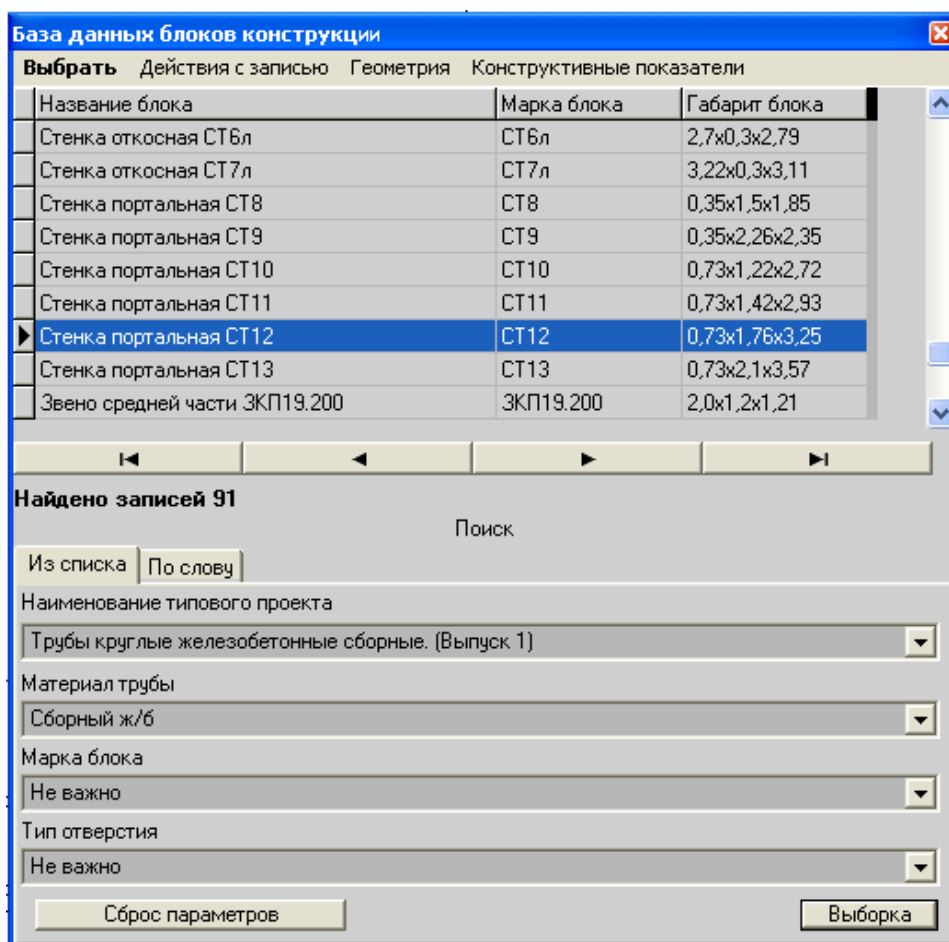 База данных блоков конструкции
Выбрать Действия с записью Геометрия Конструктивные показатели
Название блока Марка блока Габарит блока
Стенка откосная СТ6л СТ6л 2,7х0,3х2,79
Стенка откосная СТ7л СТ7л 3,22х0,3х3,11
Стенка портальная СТ8 СТ8 0,35х1,5х1,85
Стенка портальная СТ9 СТ9 0,35х2,26х2,35
Стенка портальная СТ10 СТ10 0,73х1,22х2,72
Стенка портальная СТ11 СТ11 0,73х1,42х2,93
Стенка портальная СТ12 СТ12 0,73х1,76х3,25
Стенка портальная СТ13 СТ13 0,73х2,1х3,57
Звено средней части ЗКП19.200 ЗКП19.200 2,0х1,2х1,21
Найдено записей 91
Поиск
Из списка По слову
Наименование типового проекта
Трубы круглые железобетонные сборные. (Выпуск 1)
Материал трубы
Сборный ж/б
Марка блока
Не важно
Тип отверстия
Не важно
Сброс параметров Выборка